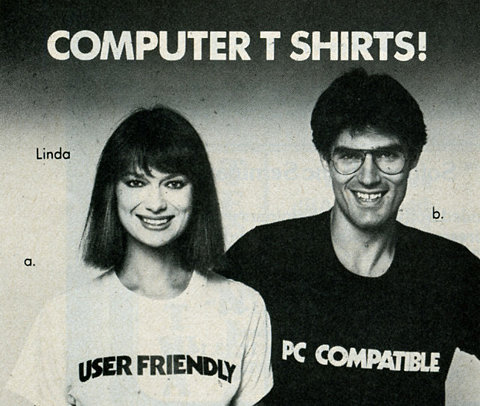 COMPUTER T SHIRTS!
Linda
b.
a.
USER FRIENDLY
PC COMPATIBLE